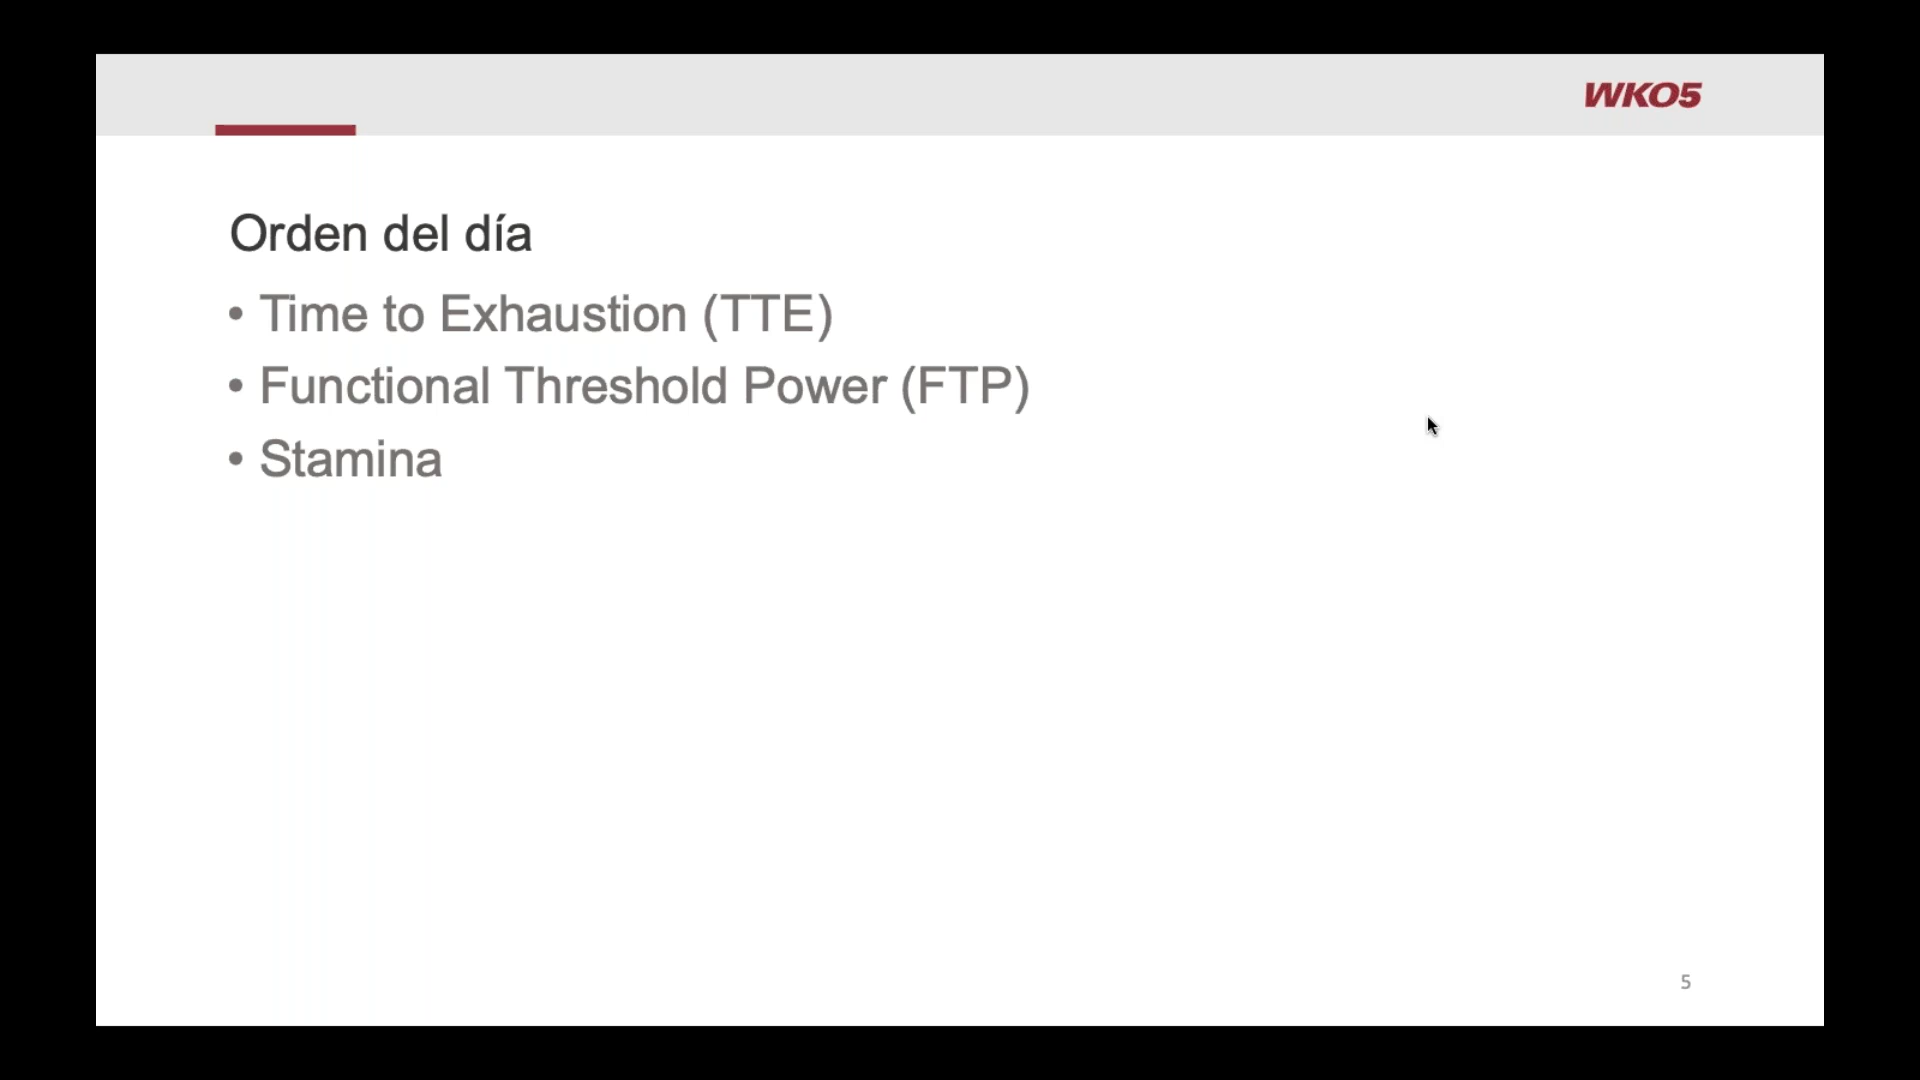 WKO5
Orden del día
• Time to Exhaustion (TTE)
• Functional Threshold Power (FTP)
• Stamina
5